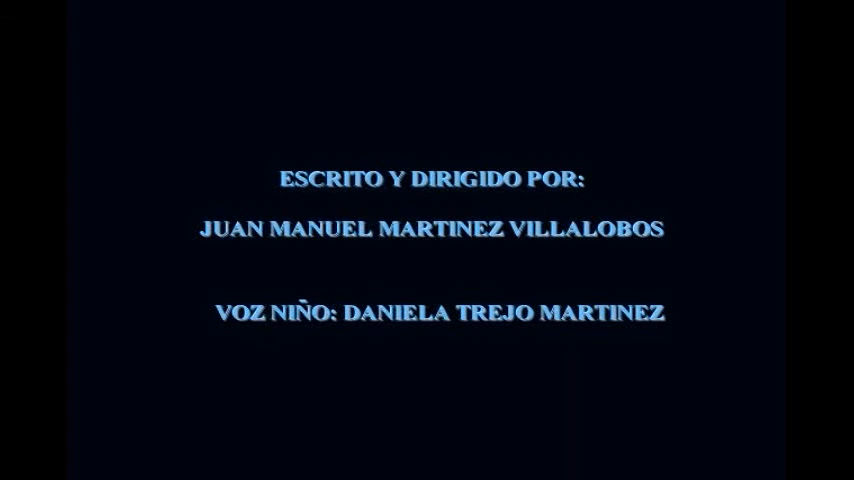 ESCRITO Y DIRIGIDO POR:
JUAN MANUEL MARTINEZ VILLALOBOS
VOZ NIÑO: DANIELA TREJO MARTINEZ